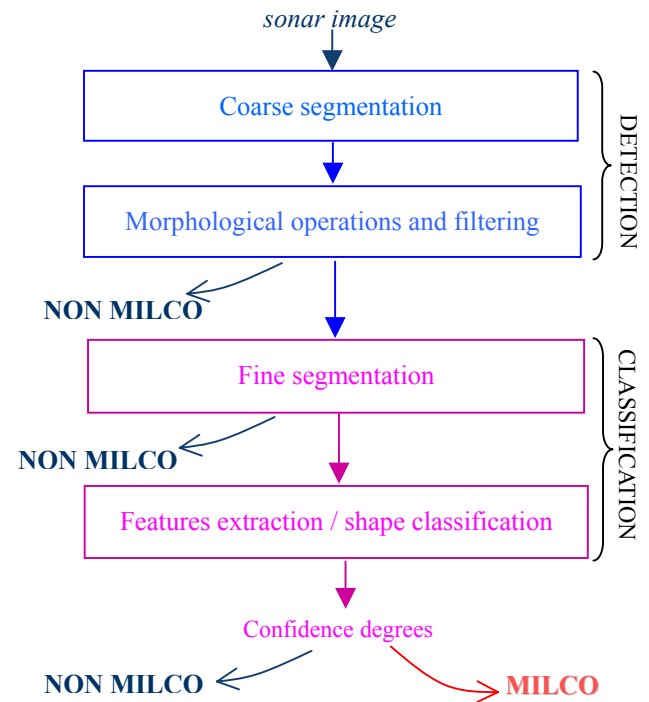 sonar image
Coarse segmentation
DETECTION
Morphological operations and filtering
NON MILCO
Fine segmentation
CLASSIFICATION
NON MILCO
Features extraction / shape classification
Confidence degrees
NON MILCO
MILCO